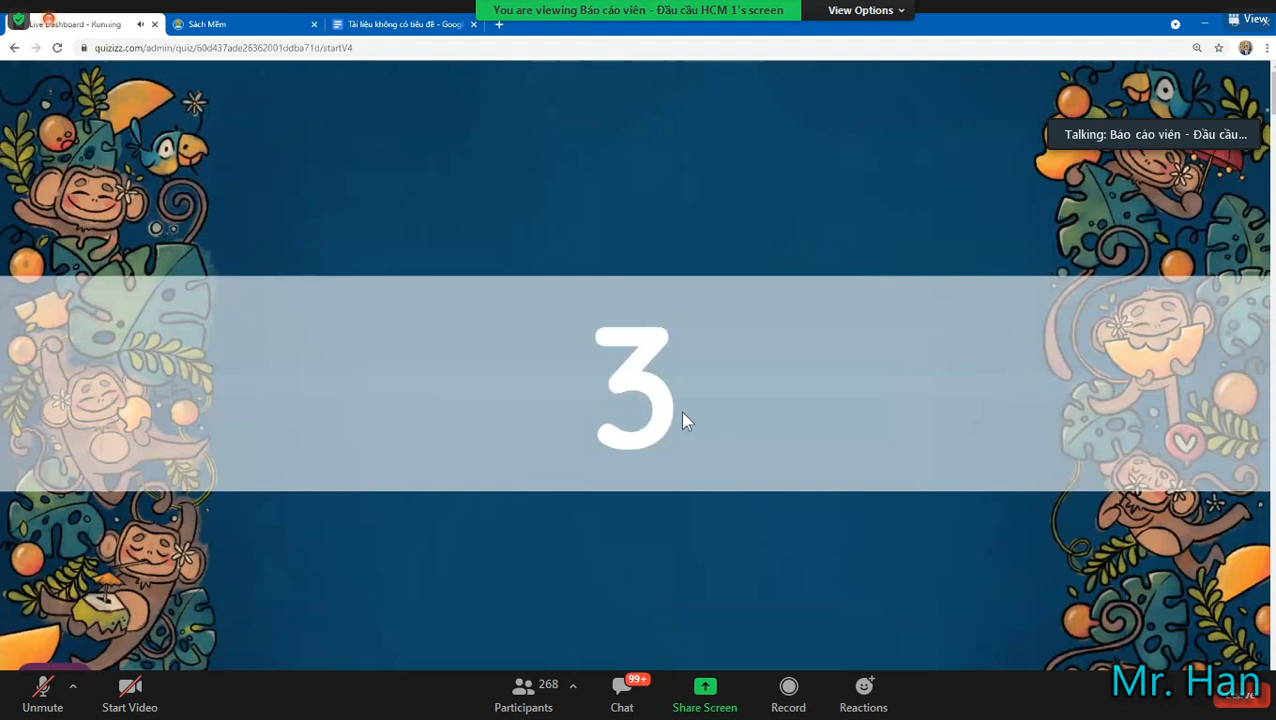 You are viewing Báo cáo viên - Đầu cầu HCM 1's screen
View Options
Live Dashboard - Running
Sách Mềm
Tài liệu không có tiêu đề - Googl
View
quizizz.com/admin/quiz/60d437ade26362001ddba71d/startV4
Talking: Báo cáo viên - Đầu cầu...
3
Mr. Han
268
99+
Unmute
Start Video
Participants
Chat
Share Screen
Record
Reactions